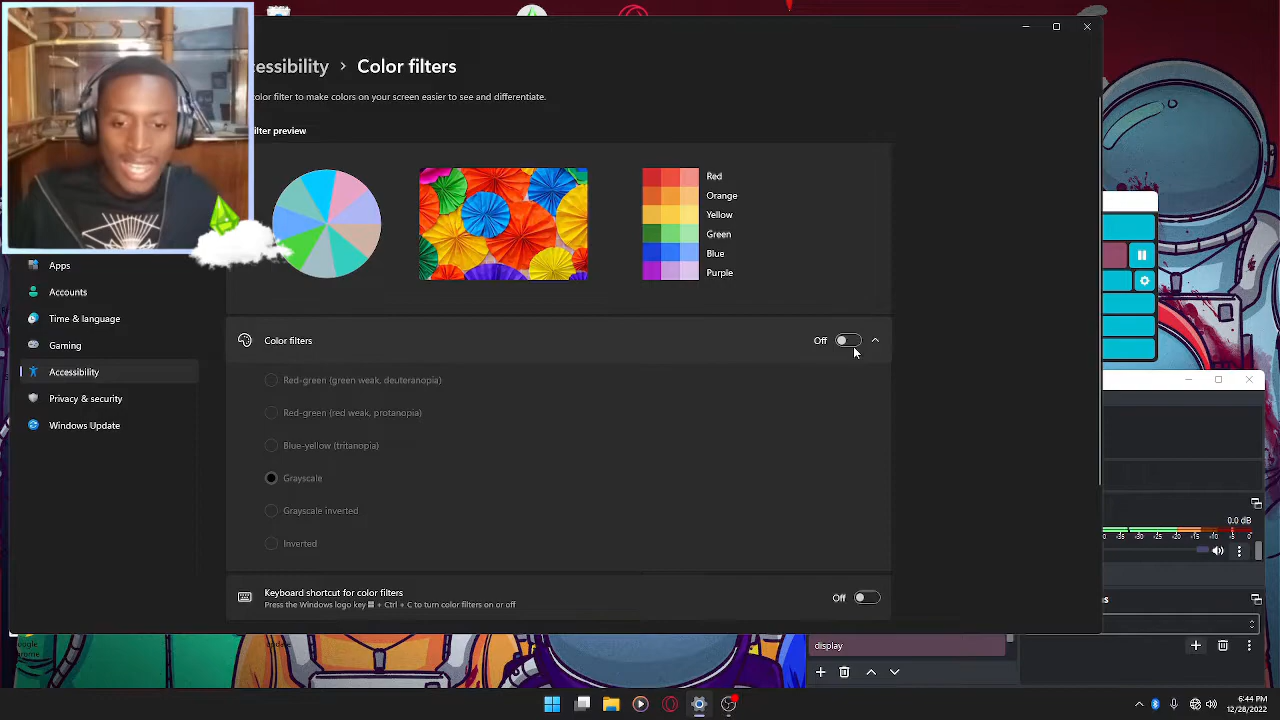 cessibility > Color filters
color filter to make colors on your screen easier to see and differentiate.
ilter preview
Red
Orange
Yellow
Green
Blue
Purple
Apps
Accounts
Time & language
Gaming
Accessibility
Privacy & security
Windows Update
Color filters
Off
Red-green (green weak, deuteranopia)
Red-green (red weak, protanopia)
Blue-yellow (tritanopia)
Grayscale
Grayscale inverted
Inverted
Keyboard shortcut for color filters
Press the Windows logo key + Ctrl + C to turn color filters on or off
Off
0.0 dB
display
5:44 PM
12/28/2022